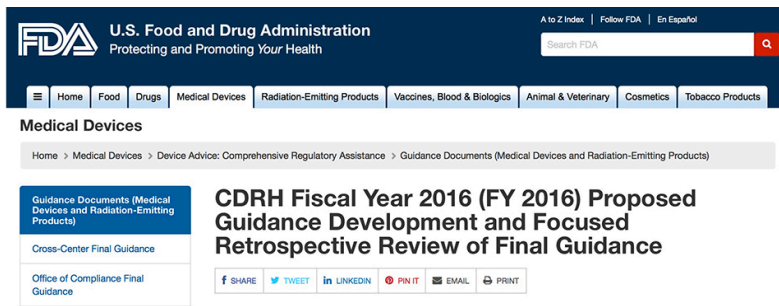 A to Z Index | Follow FDA | En Español
FDA U.S. Food and Drug Administration
Protecting and Promoting Your Health
Search FDA
Home Food Drugs Medical Devices Radiation-Emitting Products Vaccines, Blood & Biologics Animal & Veterinary Cosmetics Tobacco Products
Medical Devices
Home > Medical Devices > Device Advice: Comprehensive Regulatory Assistance > Guidance Documents (Medical Devices and Radiation-Emitting Products)
Guidance Documents (Medical
Devices and Radiation-Emitting
Products)
Cross-Center Final Guidance
Office of Compliance Final
Guidance
CDRH Fiscal Year 2016 (FY 2016) Proposed
Guidance Development and Focused
Retrospective Review of Final Guidance
f SHARE TWEET in LINKEDIN PIN IT EMAIL PRINT